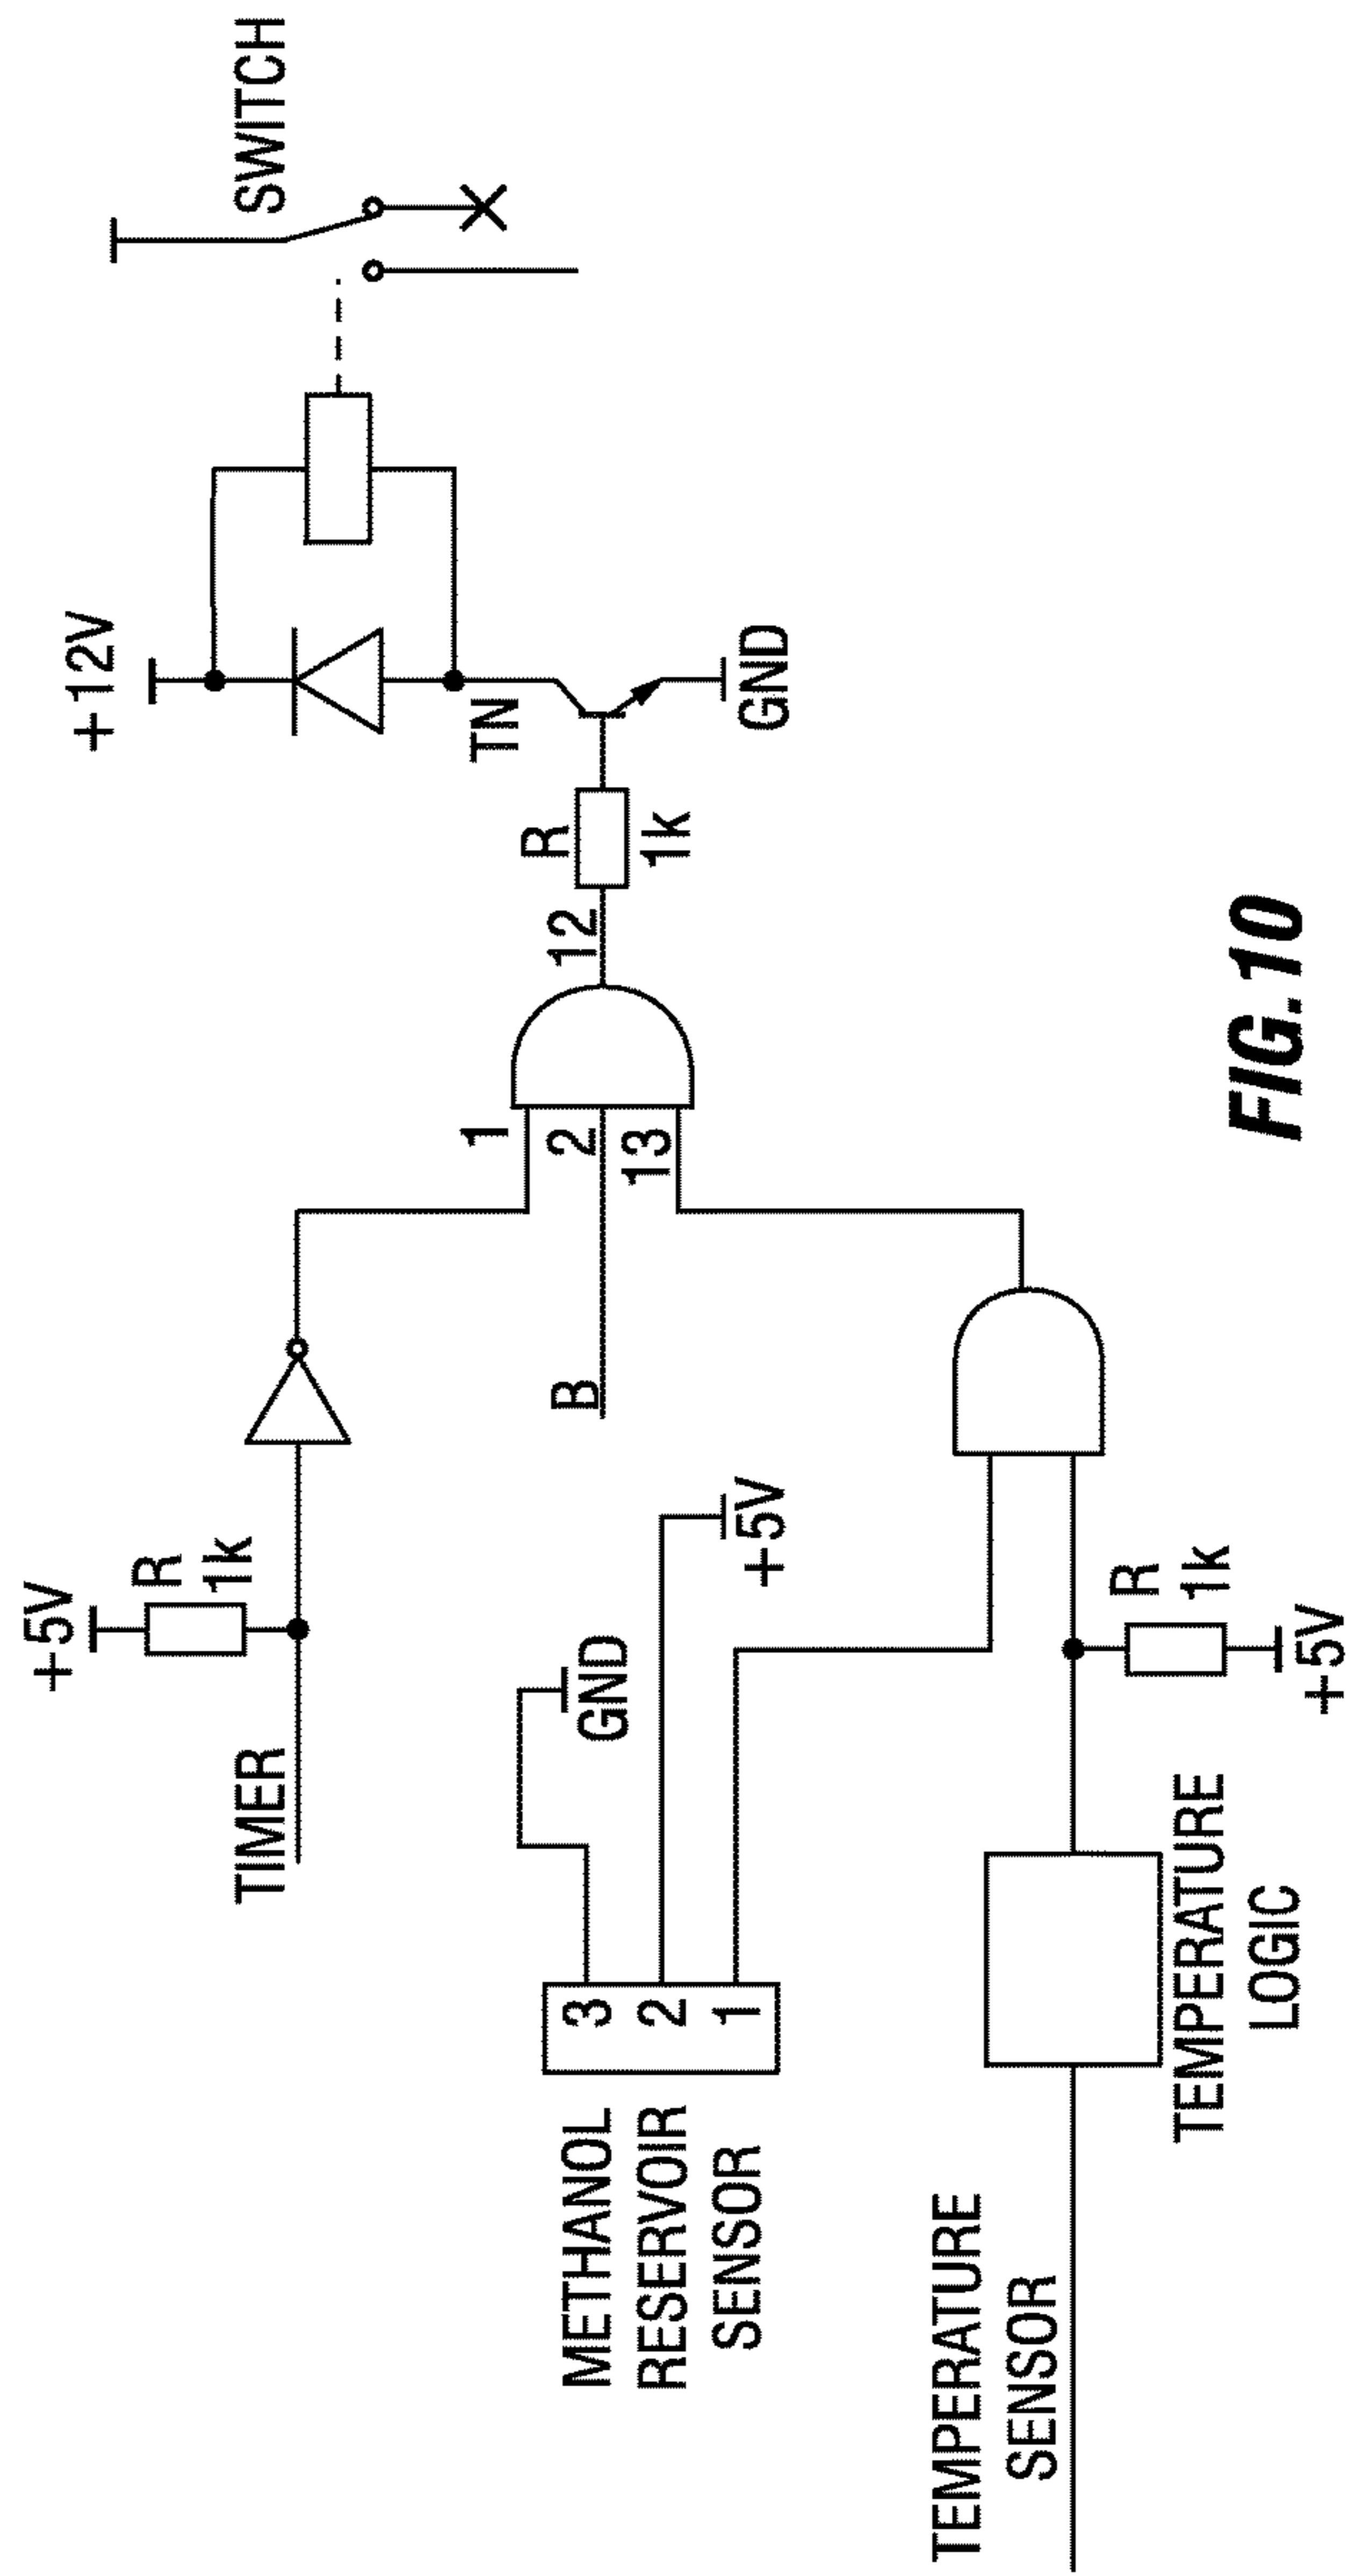 +5V
R
1k
TIMER
+12V
SWITCH
TN
R
1k
12
1
2
13
B
GND
GND
+5V
METHANOL
RESERVOIR
SENSOR
3
2
1
TEMPERATURE
SENSOR
TEMPERATURE
LOGIC
R
1k
+5V
FIG. 10